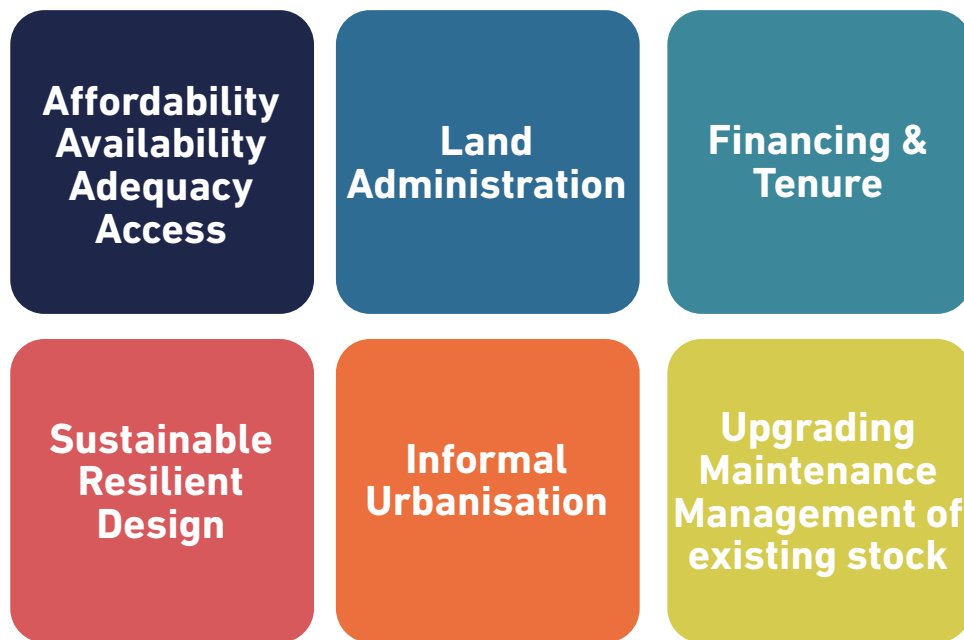 Affordability
Availability
Adequacy
Access
Land
Administration
Financing &
Tenure
Sustainable
Resilient
Design
Informal
Urbanisation
Upgrading
Maintenance
Management of
existing stock